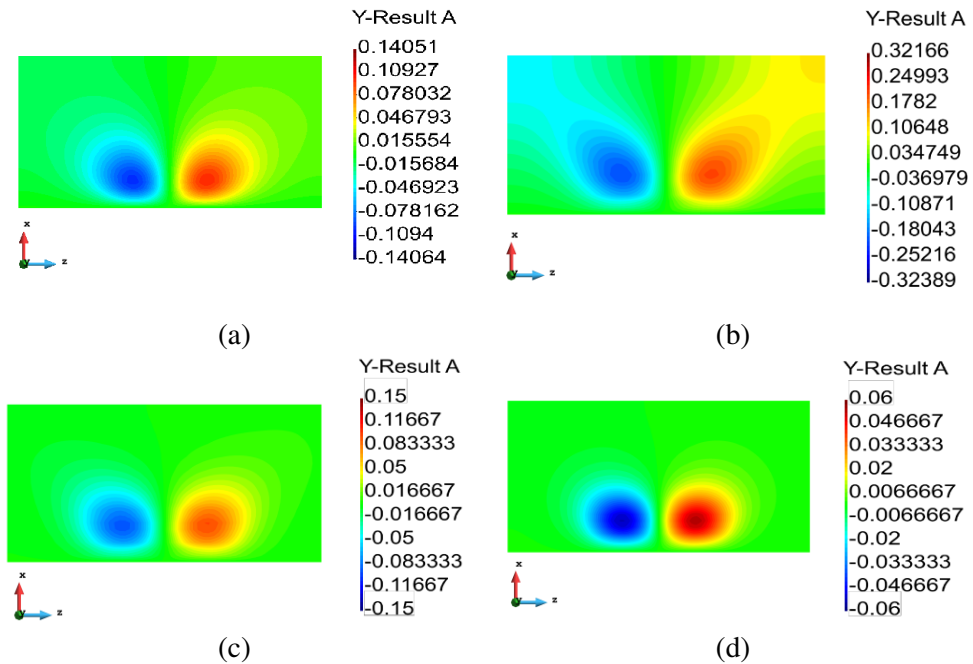 Y-Result A
0.14051
0.10927
0.078032
0.046793
0.015554
-0.015684
-0.046923
-0.078162
-0.1094
-0.14064
x
y
z
(a)
Y-Result A
0.32166
0.24993
0.1782
0.10648
0.034749
-0.036979
-0.10871
-0.18043
-0.25216
-0.32389
x
y
z
(b)
Y-Result A
0.15
0.11667
0.083333
0.05
0.016667
-0.016667
-0.05
-0.083333
-0.11667
-0.15
x
y
z
(c)
Y-Result A
0.06
0.046667
0.033333
0.02
0.0066667
-0.0066667
-0.02
-0.033333
-0.046667
-0.06
x
y
z
(d)